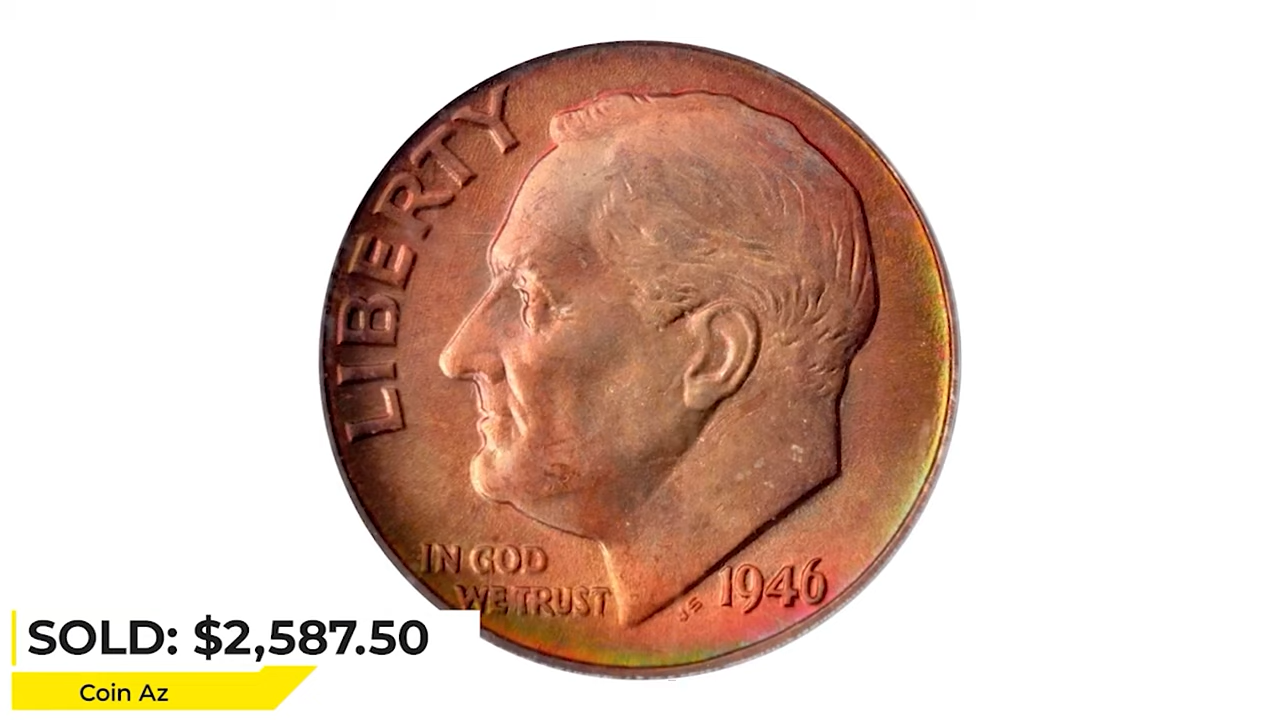 LIBERTY
IN GOD
WE TRUST
JS
1946
SOLD: $2,587.50
Coin Az